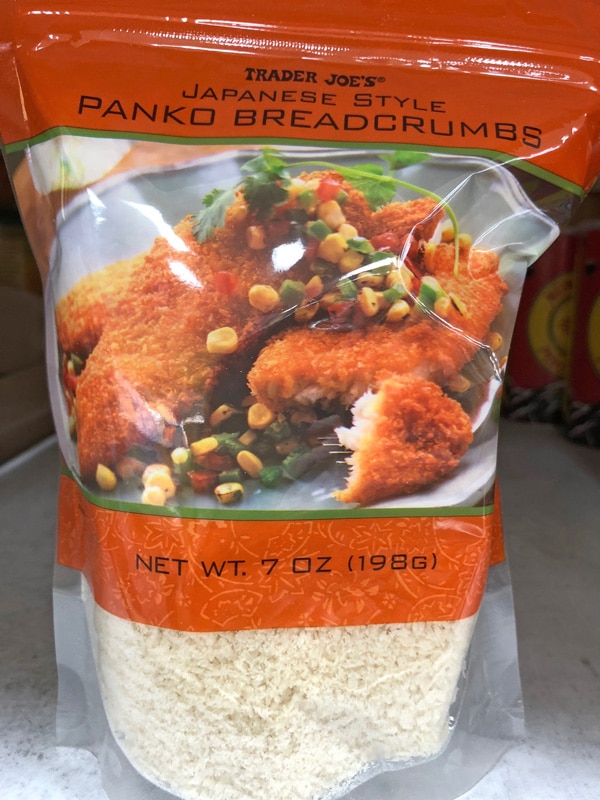 TRADER JOE'S®
JAPANESE STYLE
PANKO BREADCRUMBS
NET WT. 7 OZ (198G)